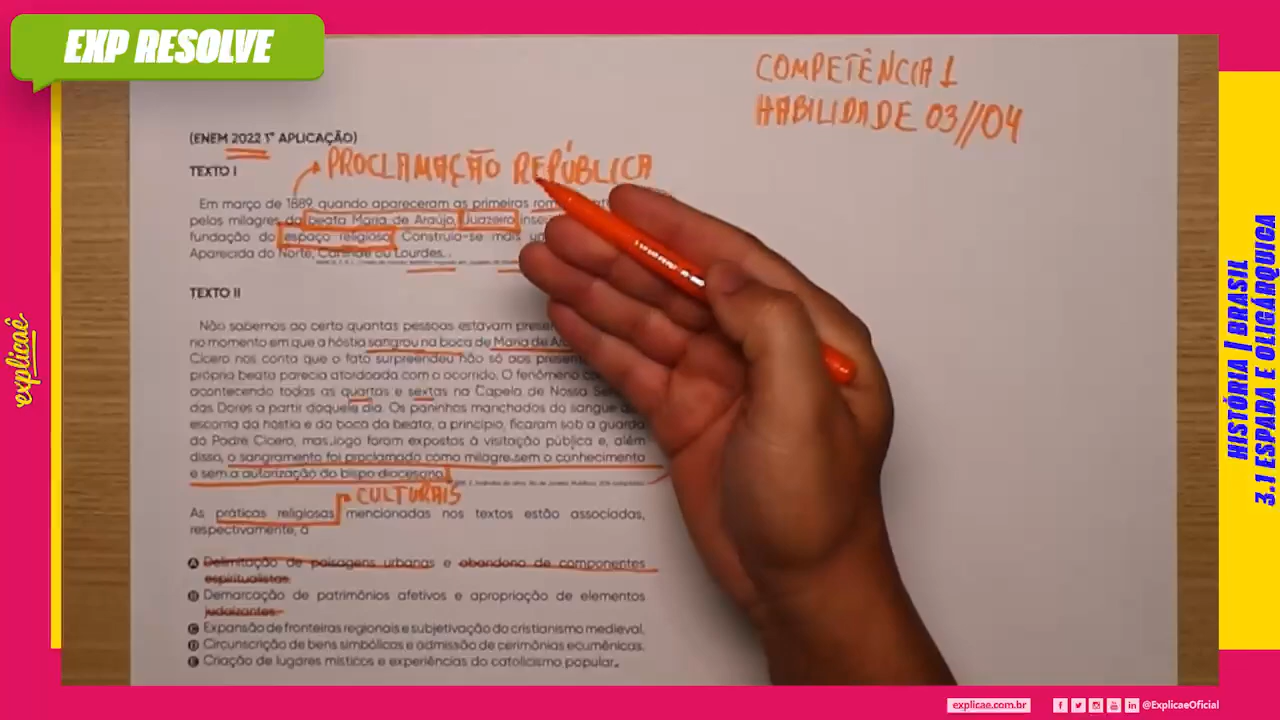 EXP RESOLVE
COMPETÊNCIA 1
HABILIDADE 03//04
(ENEM 2022 1ª APLICAÇÃO)
TEXTO I
PROCLAMAÇÃO REPÚBLICA
Em março de 1889, quando apareceram as primeiras
pelos milagres da beata Maria de Araújo, Juazeiro
fundação do espaço religioso. Construía-se mais
Aparecida do Norte, Canindé ou Lourdes.
TEXTO II
Não sabemos ao certo quantas pessoas estavam
no momento em que a hóstia sangrou na boca de Maria de
Cícero nos conta que o fato surpreendeu não só aos
própria beata parecia atordoada com o ocorrido. O fenômeno
acontecendo todas as quartas e sextas na Capela de Nossa
das Dores a partir daquele dia. Os paninhos manchados do sangue
escorria da hóstia e da boca da beata, a princípio, ficaram sob a guarda
do Padre Cícero, mas logo foram expostos à visitação pública e, além
disso, o sangramento foi proclamado como milagre sem o conhecimento
e sem a autorização do bispo diocesano.
CULTURAIS
As práticas religiosas mencionadas nos textos estão associadas,
respectivamente, à
A Delimitação de paisagens urbanas e abandono de componentes
espiritualistas.
B Demarcação de patrimônios afetivos e apropriação de elementos
judaizantes.
C Expansão de fronteiras regionais e subjetivação do cristianismo medieval.
D Circunscrição de bens simbólicos e admissão de cerimônias ecumênicas.
E Criação de lugares místicos e experiências do catolicismo popular.
explicaê
HISTÓRIA | BRASIL
3.1 ESPADA E OLIGÁRQUICA
explicae.com.br
@ExplicaeOficial